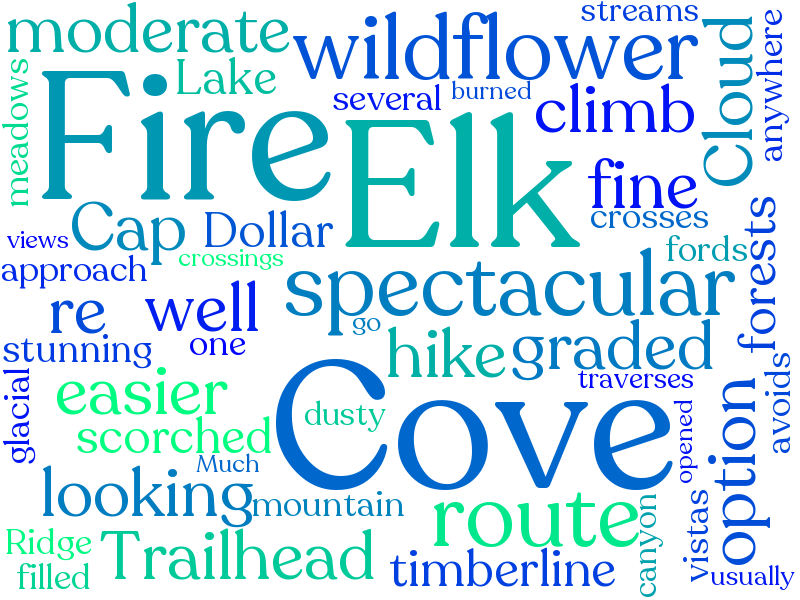 streams
moderate
wildflower
Lake
several
burned
Cloud
anywhere
meadows
Fire
Elk
climb
fine
Cap
Dollar
crosses
views
crossings
fords
forests
approach
spectacular
re
well
go
stunning
one
hike
graded
glacial
easier
Cove
traverses
avoids
dusty
scorched
Much
opened
option
looking
mountain
route
canyon
vistas
Ridge
Trailhead
timberline
filled
usually